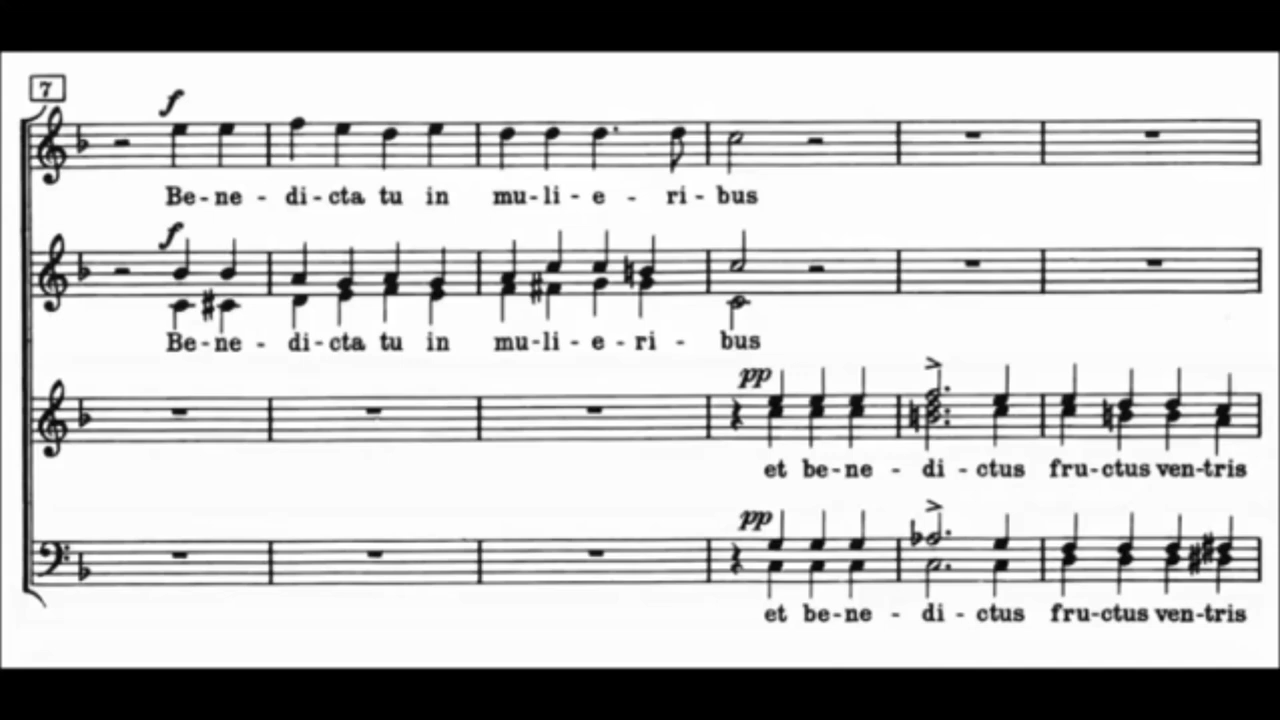 7
f
Be - ne - di - cta tu in mu - li - e - ri - bus
f
Be - ne - di - cta tu in mu - li - e - ri - bus
pp
et be - ne - di - ctus fru - ctus ven - tris
pp
et be - ne - di - ctus fru - ctus ven - tris